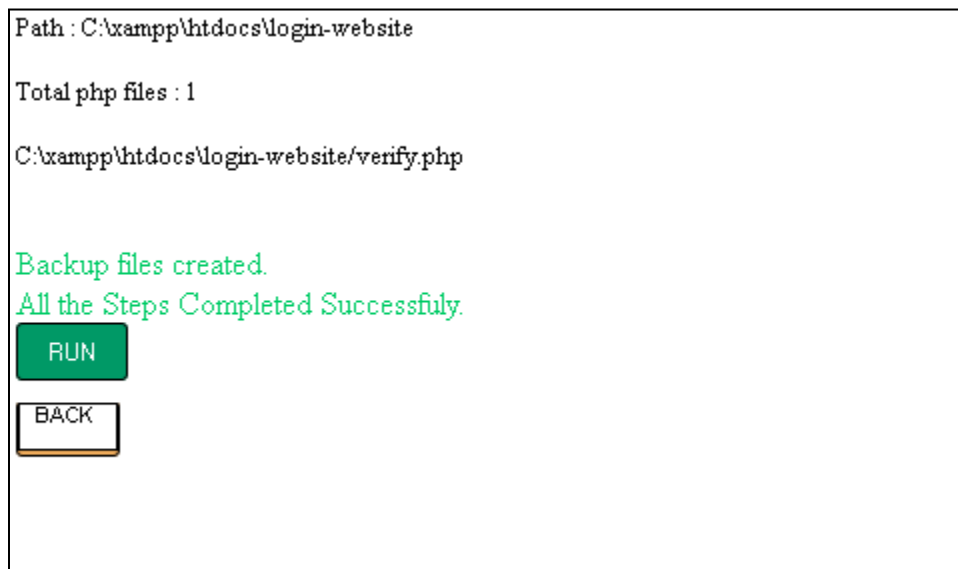 Path : C:\xampp\htdocs\login-website
Total php files : 1
C:\xampp\htdocs\login-website/verify.php
Backup files created.
All the Steps Completed Successfuly.
RUN
BACK